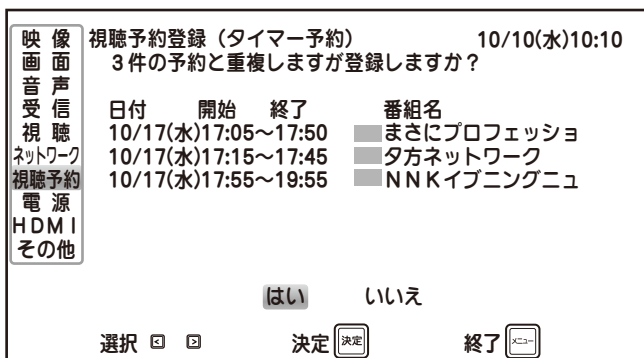 視聴予約登録（タイマー予約） 10/10(水)10:10
３件の予約と重複しますが登録しますか？
映 像
画 面
音 声
受 信
視 聴
ネットワーク
視聴予約
電 源
ＨＤＭＩ
その他
日付 開始 終了 番組名
10/17(水)17:05～17:50 まさにプロフェッショ
10/17(水)17:15～17:45 夕方ネットワーク
10/17(水)17:55～19:55 ＮＮＫイブニングニュ
はい いいえ
選択 決定 決定 終了 メニュー